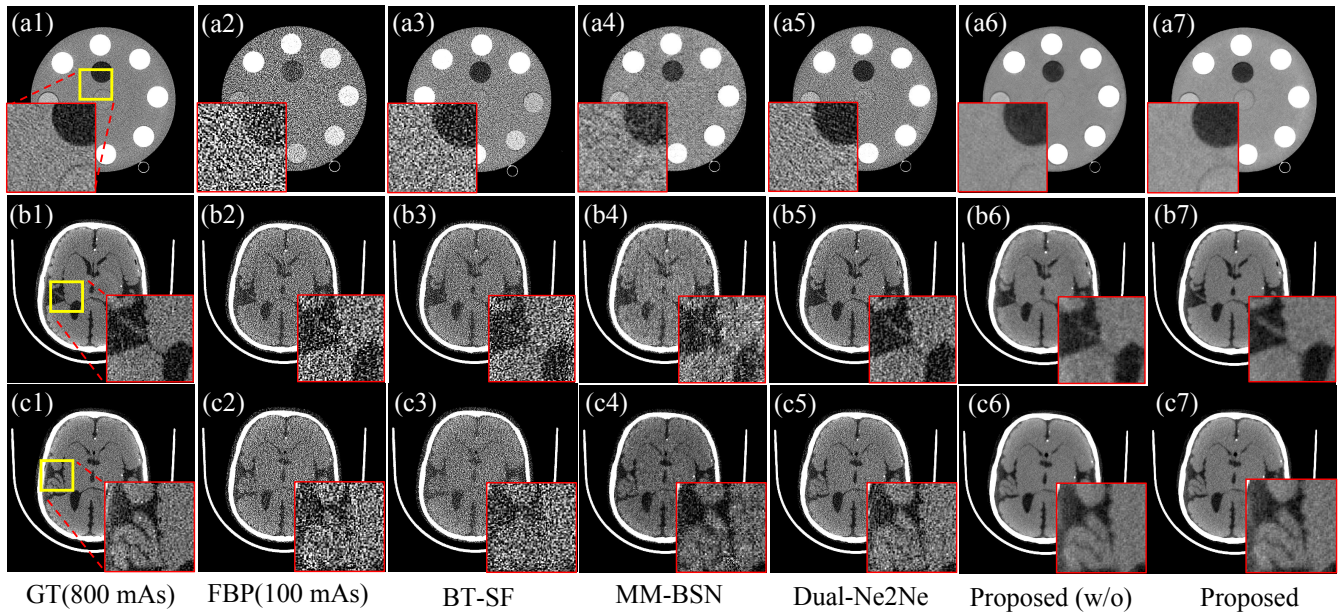 (a1) (a2) (a3) (a4) (a5) (a6) (a7)
(b1) (b2) (b3) (b4) (b5) (b6) (b7)
(c1) (c2) (c3) (c4) (c5) (c6) (c7)
GT(800 mAs) FBP(100 mAs) BT-SF MM-BSN Dual-Ne2Ne Proposed (w/o) Proposed